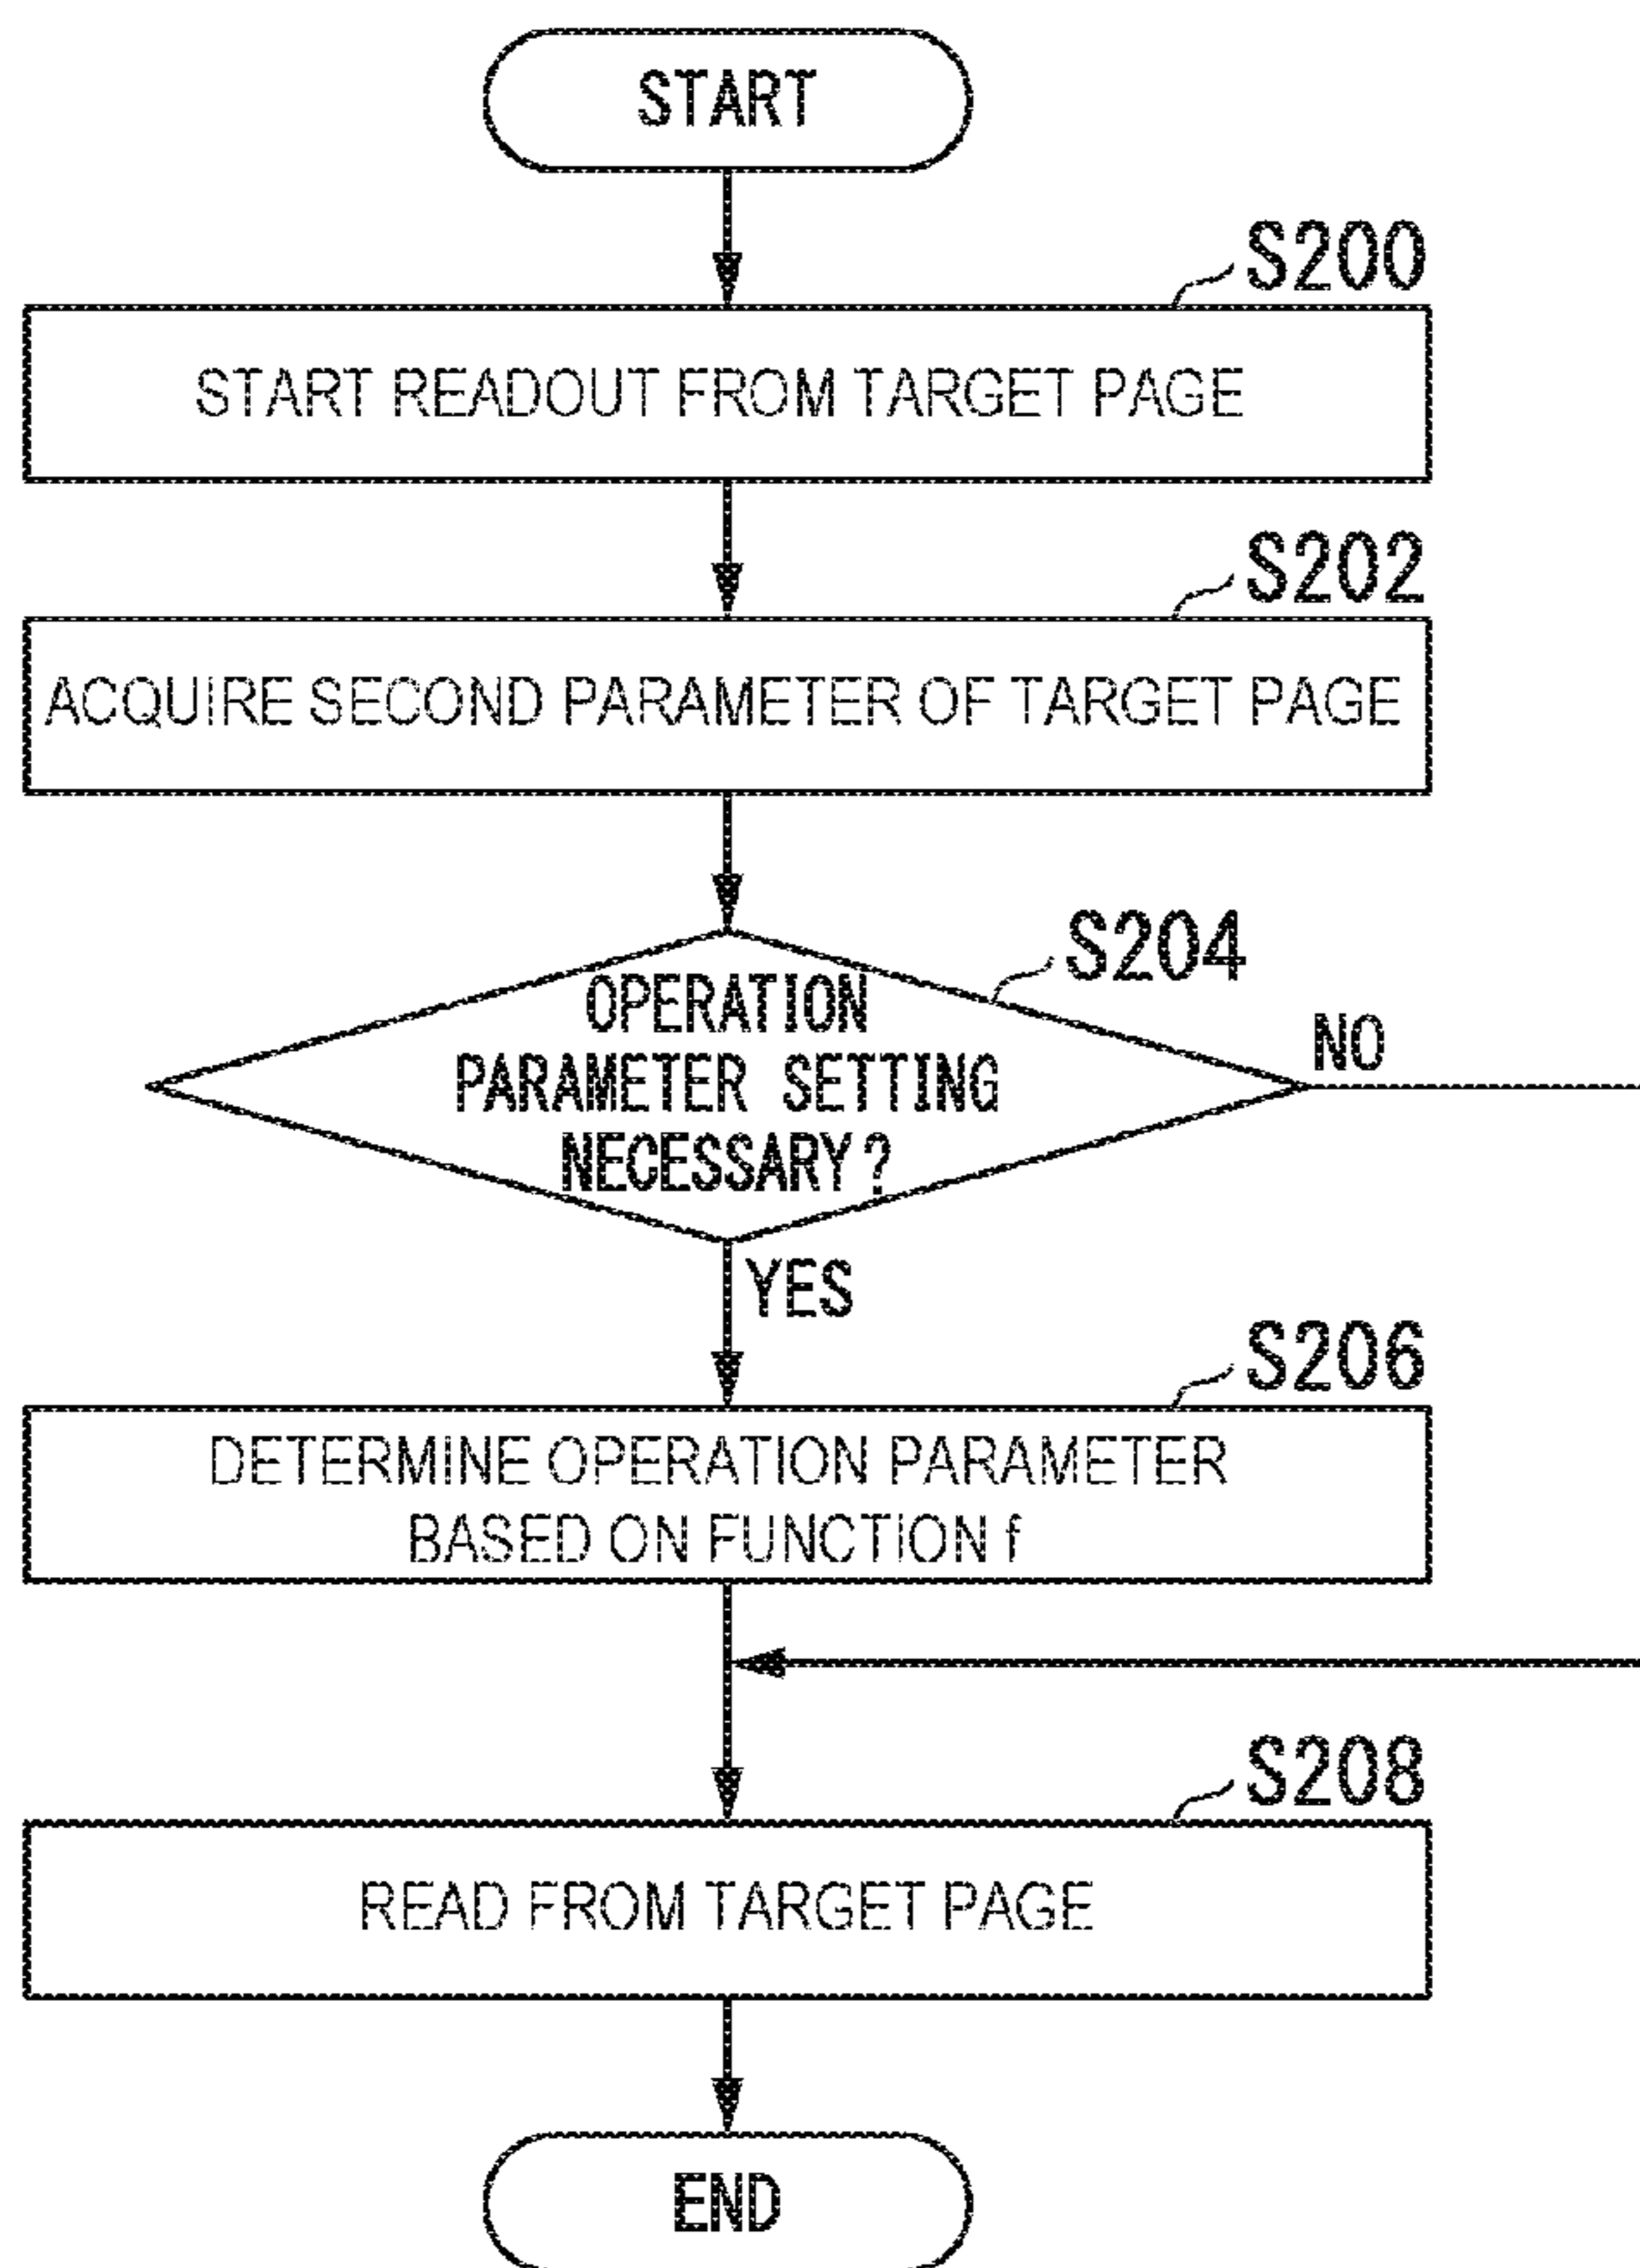 START
S200
START READOUT FROM TARGET PAGE
S202
ACQUIRE SECOND PARAMETER OF TARGET PAGE
S204
OPERATION
PARAMETER SETTING
NECESSARY?
NO
YES
S206
DETERMINE OPERATION PARAMETER
BASED ON FUNCTION f
S208
READ FROM TARGET PAGE
END